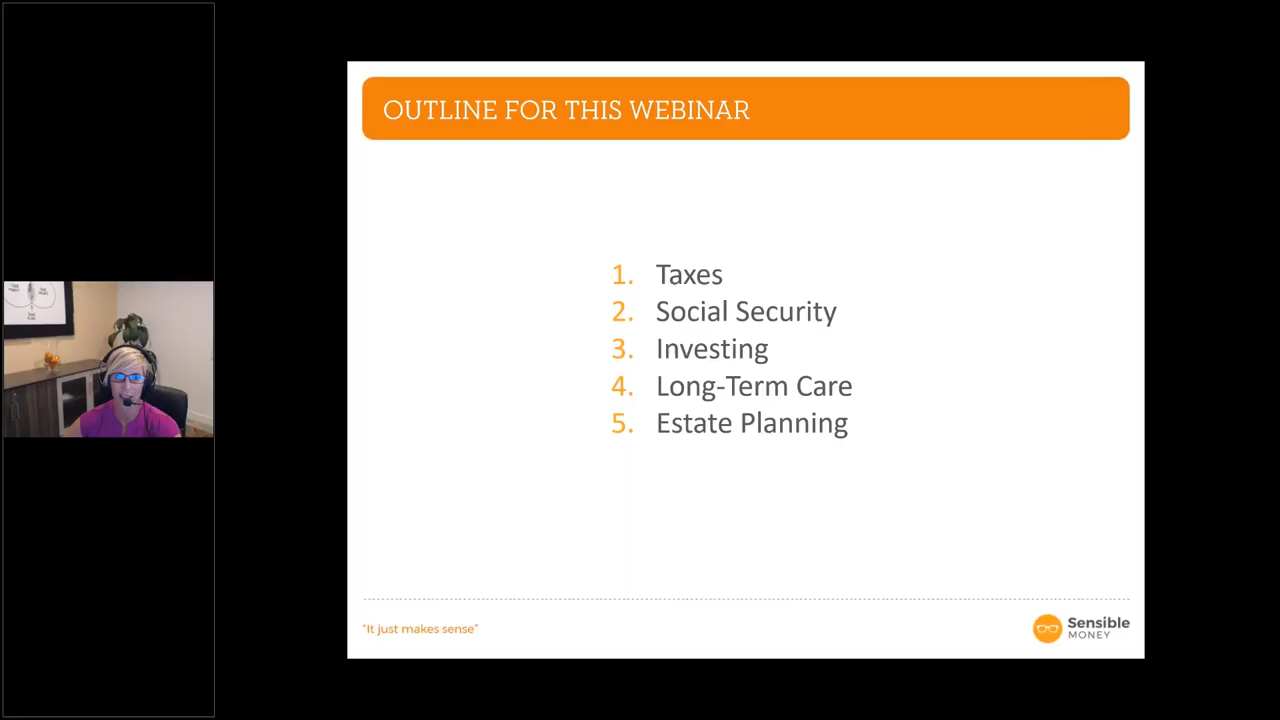 OUTLINE FOR THIS WEBINAR
1. Taxes
2. Social Security
3. Investing
4. Long-Term Care
5. Estate Planning
"It just makes sense"
Sensible
MONEY